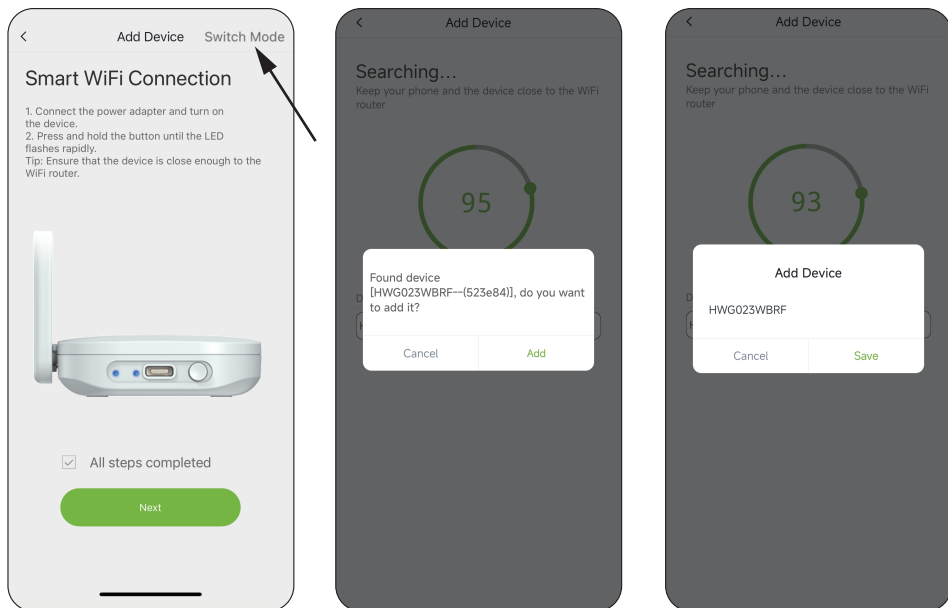 Add Device
Switch Mode
Smart WiFi Connection
1. Connect the power adapter and turn on
the device.
2. Press and hold the button until the LED
flashes rapidly.
Tip: Ensure that the device is close enough to the
WiFi router.
All steps completed
Next
Add Device
Searching...
Keep your phone and the device close to the WiFi
router
95
Found device
[HWG023WBRF--(523e84)], do you want
to add it?
Cancel
Add
Add Device
Searching...
Keep your phone and the device close to the WiFi
router
93
Add Device
HWG023WBRF
Cancel
Save